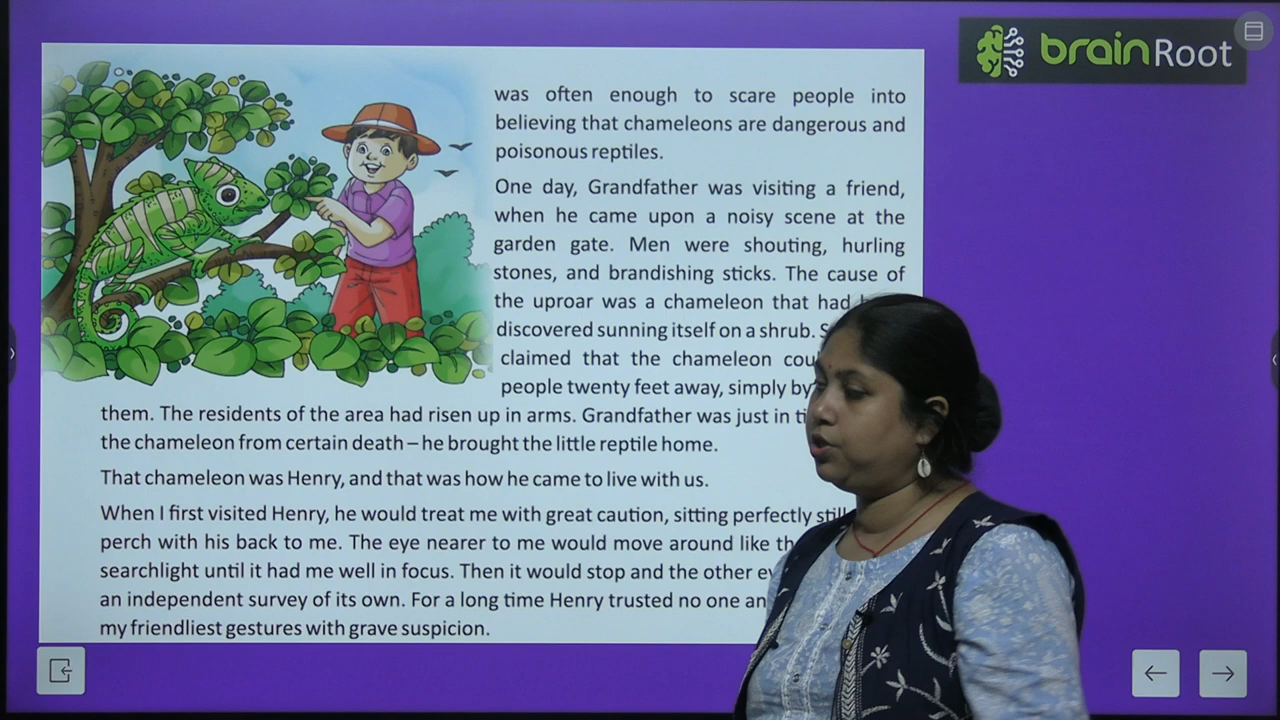 brainRoot
was often enough to scare people into
believing that chameleons are dangerous and
poisonous reptiles.
One day, Grandfather was visiting a friend,
when he came upon a noisy scene at the
garden gate. Men were shouting, hurling
stones, and brandishing sticks. The cause of
the uproar was a chameleon that had
discovered sunning itself on a shrub.
claimed that the chameleon
people twenty feet away, simply by
them. The residents of the area had risen up in arms. Grandfather was just in
the chameleon from certain death – he brought the little reptile home.
That chameleon was Henry, and that was how he came to live with us.
When I first visited Henry, he would treat me with great caution, sitting perfectly still
perch with his back to me. The eye nearer to me would move around like
searchlight until it had me well in focus. Then it would stop and the other
an independent survey of its own. For a long time Henry trusted no one
my friendliest gestures with grave suspicion.